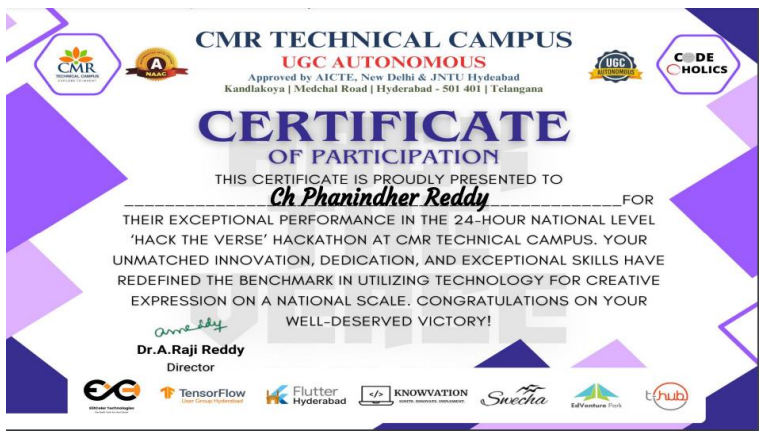 CMR TECHNICAL CAMPUS
UGC AUTONOMOUS
Approved by AICTE, New Delhi & JNTU Hydeabad
Kandlakoya | Medchal Road | Hyderabad - 501 401 | Telangana
CMR
TECHNICAL CAMPUS
EXPLORE TO INVENT
A
NAAC
UGC
AUTONOMOUS
C DE
HOLICS
CERTIFICATE
OF PARTICIPATION
THIS CERTIFICATE IS PROUDLY PRESENTED TO
Ch Phanindher Reddy FOR
THEIR EXCEPTIONAL PERFORMANCE IN THE 24-HOUR NATIONAL LEVEL
'HACK THE VERSE' HACKATHON AT CMR TECHNICAL CAMPUS. YOUR
UNMATCHED INNOVATION, DEDICATION, AND EXCEPTIONAL SKILLS HAVE
REDEFINED THE BENCHMARK IN UTILIZING TECHNOLOGY FOR CREATIVE
EXPRESSION ON A NATIONAL SCALE. CONGRATULATIONS ON YOUR
WELL-DESERVED VICTORY!
Dr.A.Raji Reddy
Director
TensorFlow
User Group Hyderabad
Flutter
Hyderabad
KNOWVATION
Swecha
EdVenture Park
t-hub